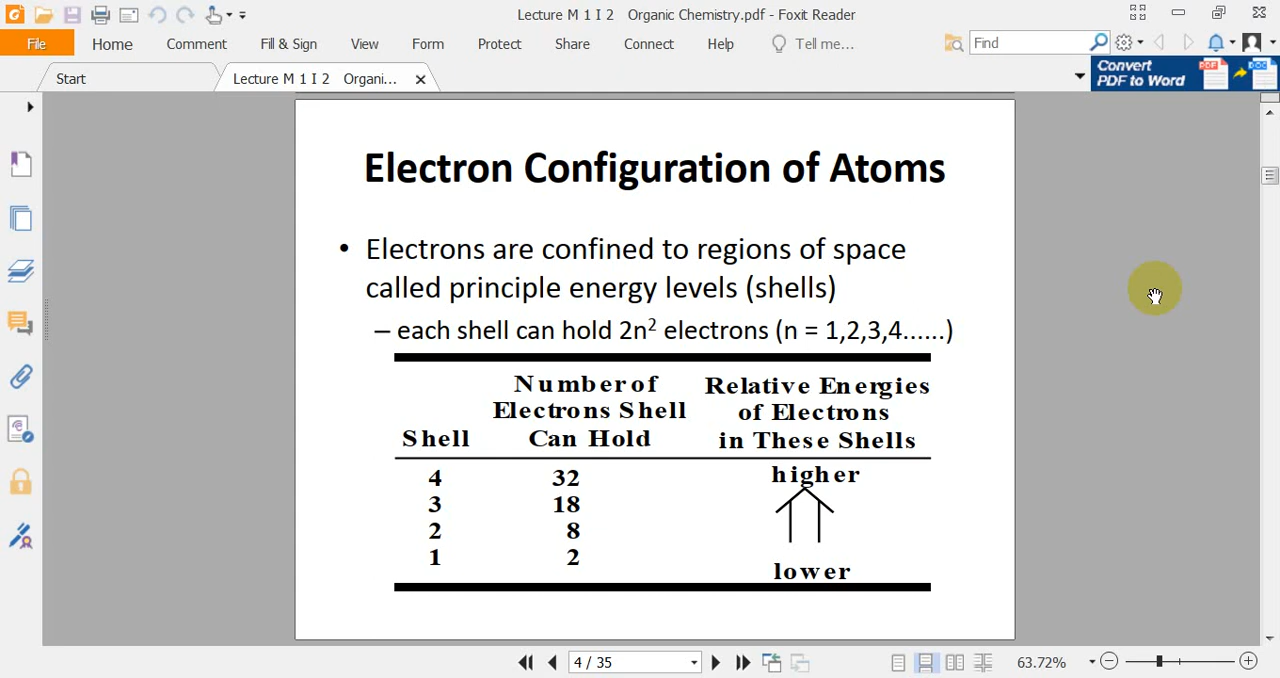 Lecture M 1 I 2 Organic Chemistry.pdf - Foxit Reader
File Home Comment Fill & Sign View Form Protect Share Connect Help Tell me... Find
Start Lecture M 1 I 2 Organi... Convert
PDF to Word
PDF DOC
Electron Configuration of Atoms
• Electrons are confined to regions of space
called principle energy levels (shells)
– each shell can hold 2n² electrons (n = 1,2,3,4......)
Number of Relative Energies
Electrons Shell of Electrons
Shell Can Hold in These Shells
4 32 higher
3 18
2 8
1 2
lower
4 / 35 63.72%